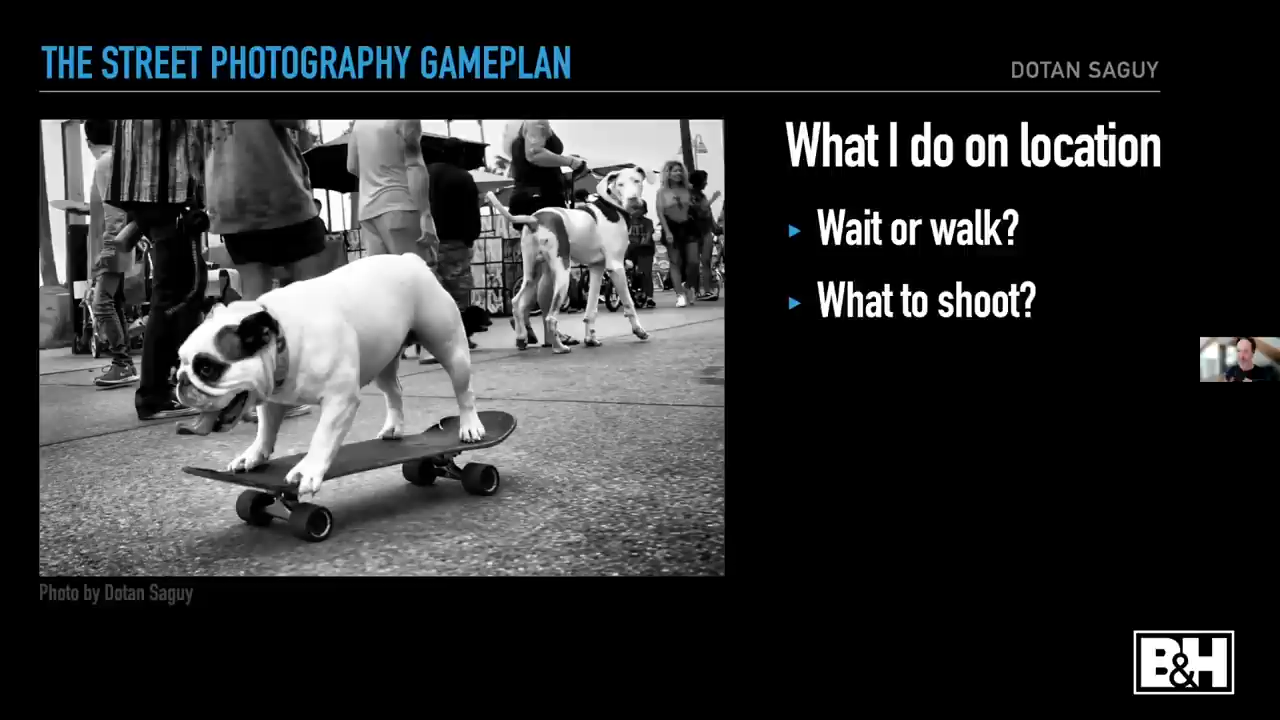 THE STREET PHOTOGRAPHY GAMEPLAN
DOTAN SAGUY
What I do on location
Wait or walk?
What to shoot?
Photo by Dotan Saguy
B&H